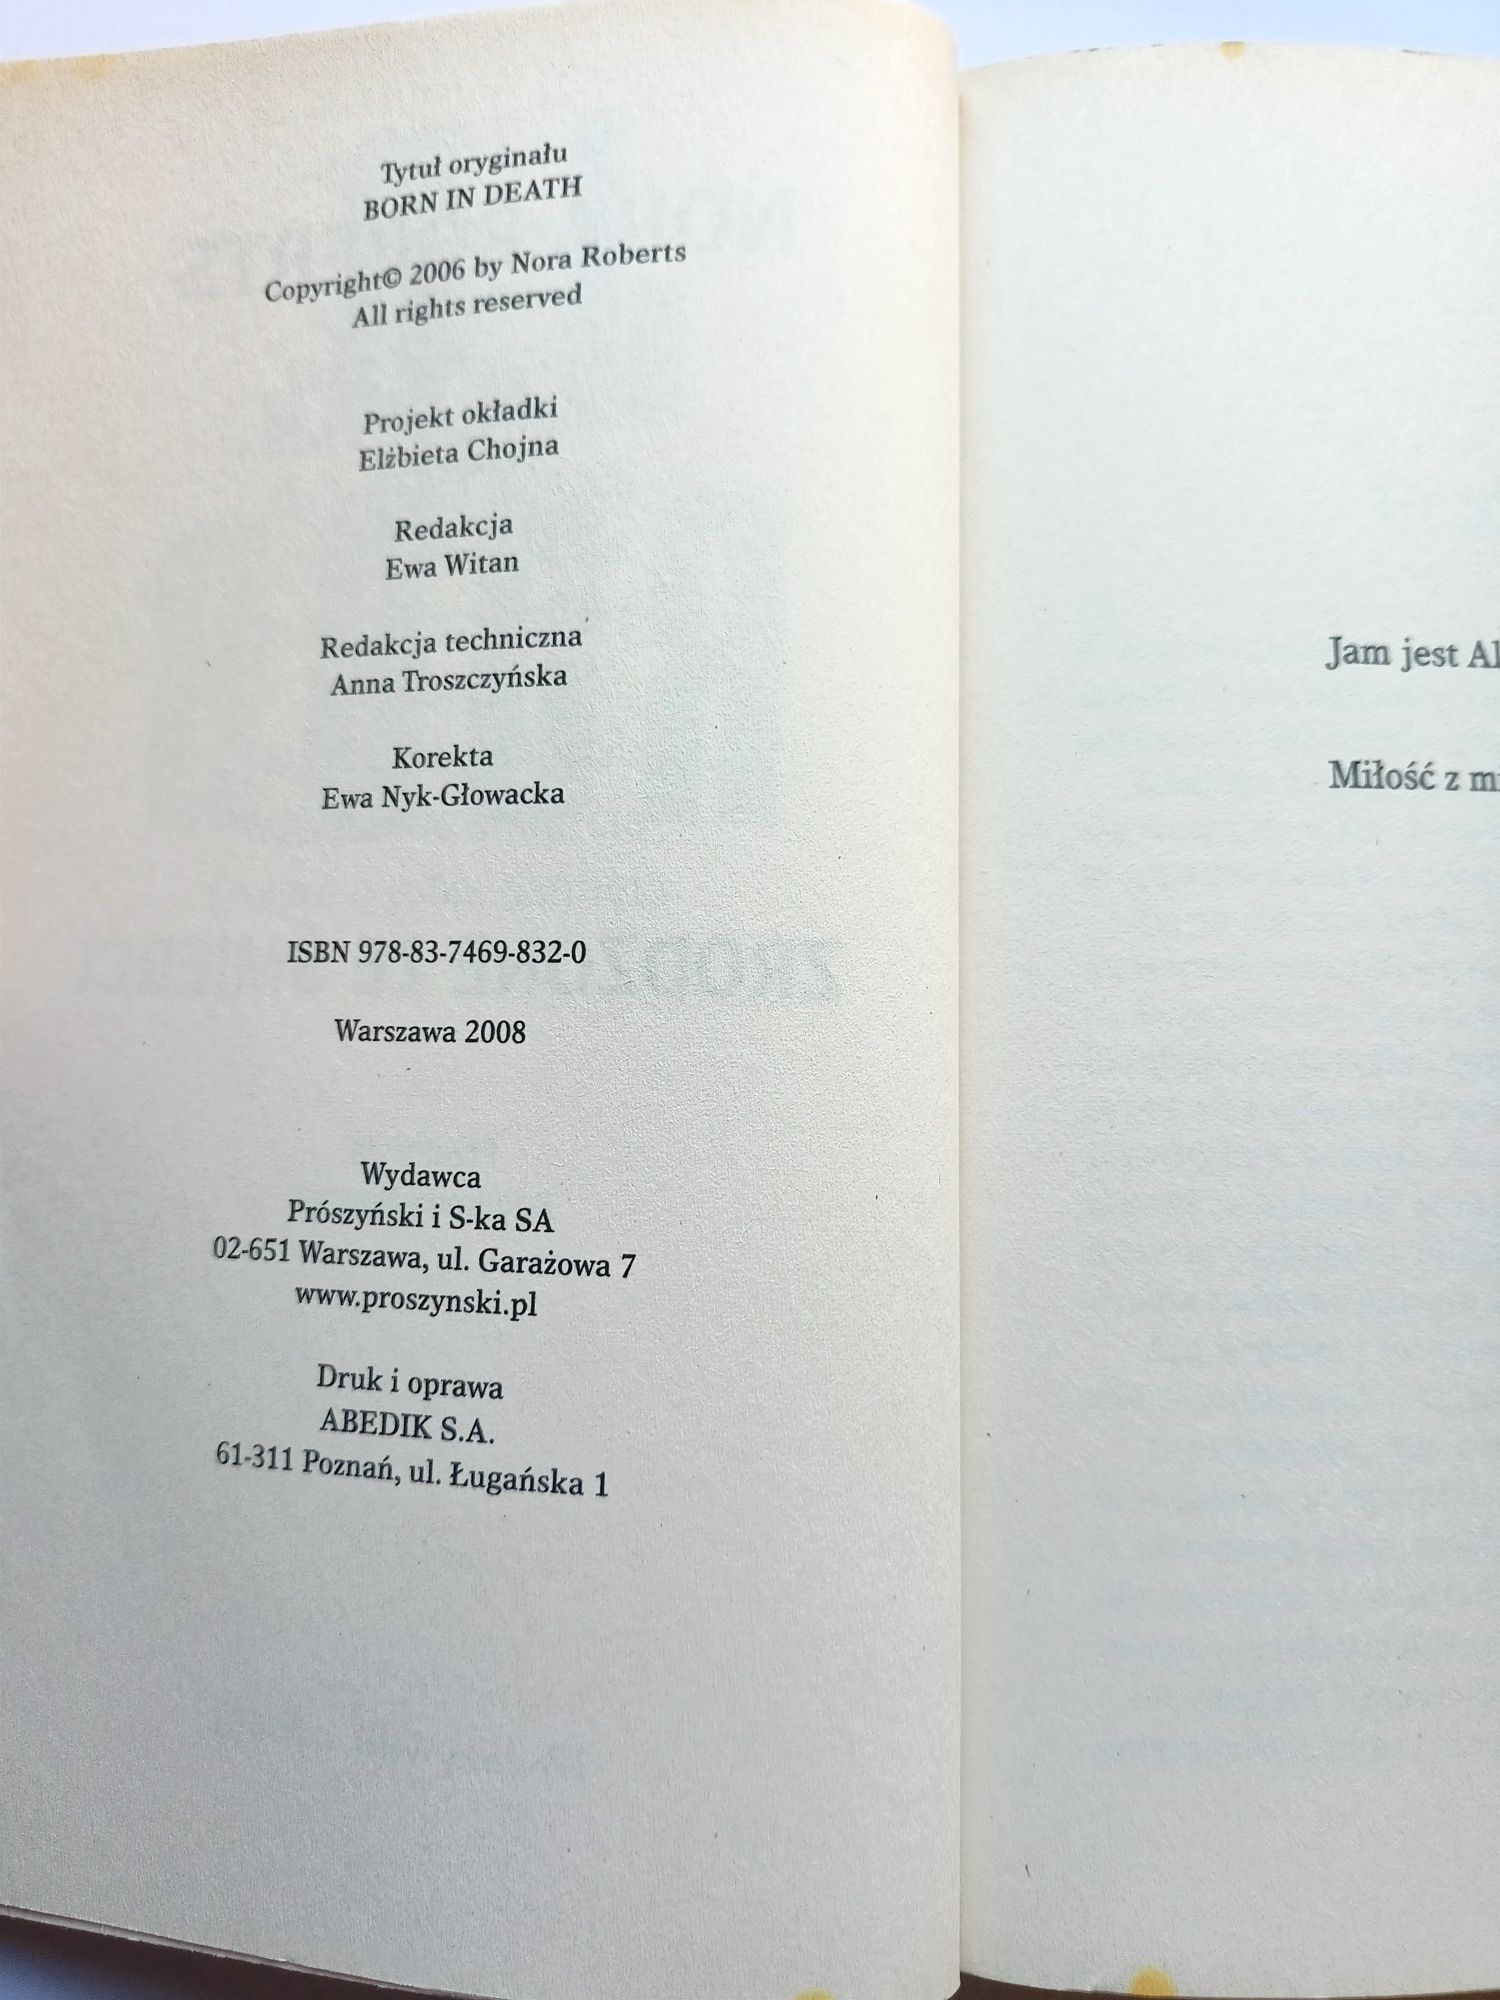 Tytuł oryginału
BORN IN DEATH
Copyright© 2006 by Nora Roberts
All rights reserved
Projekt okładki
Elżbieta Chojna
Redakcja
Ewa Witan
Redakcja techniczna
Anna Troszczyńska
Korekta
Ewa Nyk-Głowacka
ISBN 978-83-7469-832-0
Warszawa 2008
Wydawca
Prószyński i S-ka SA
02-651 Warszawa, ul. Garażowa 7
www.proszynski.pl
Druk i oprawa
ABEDIK S.A.
61-311 Poznań, ul. Ługańska 1
Jam jest
Miłość z